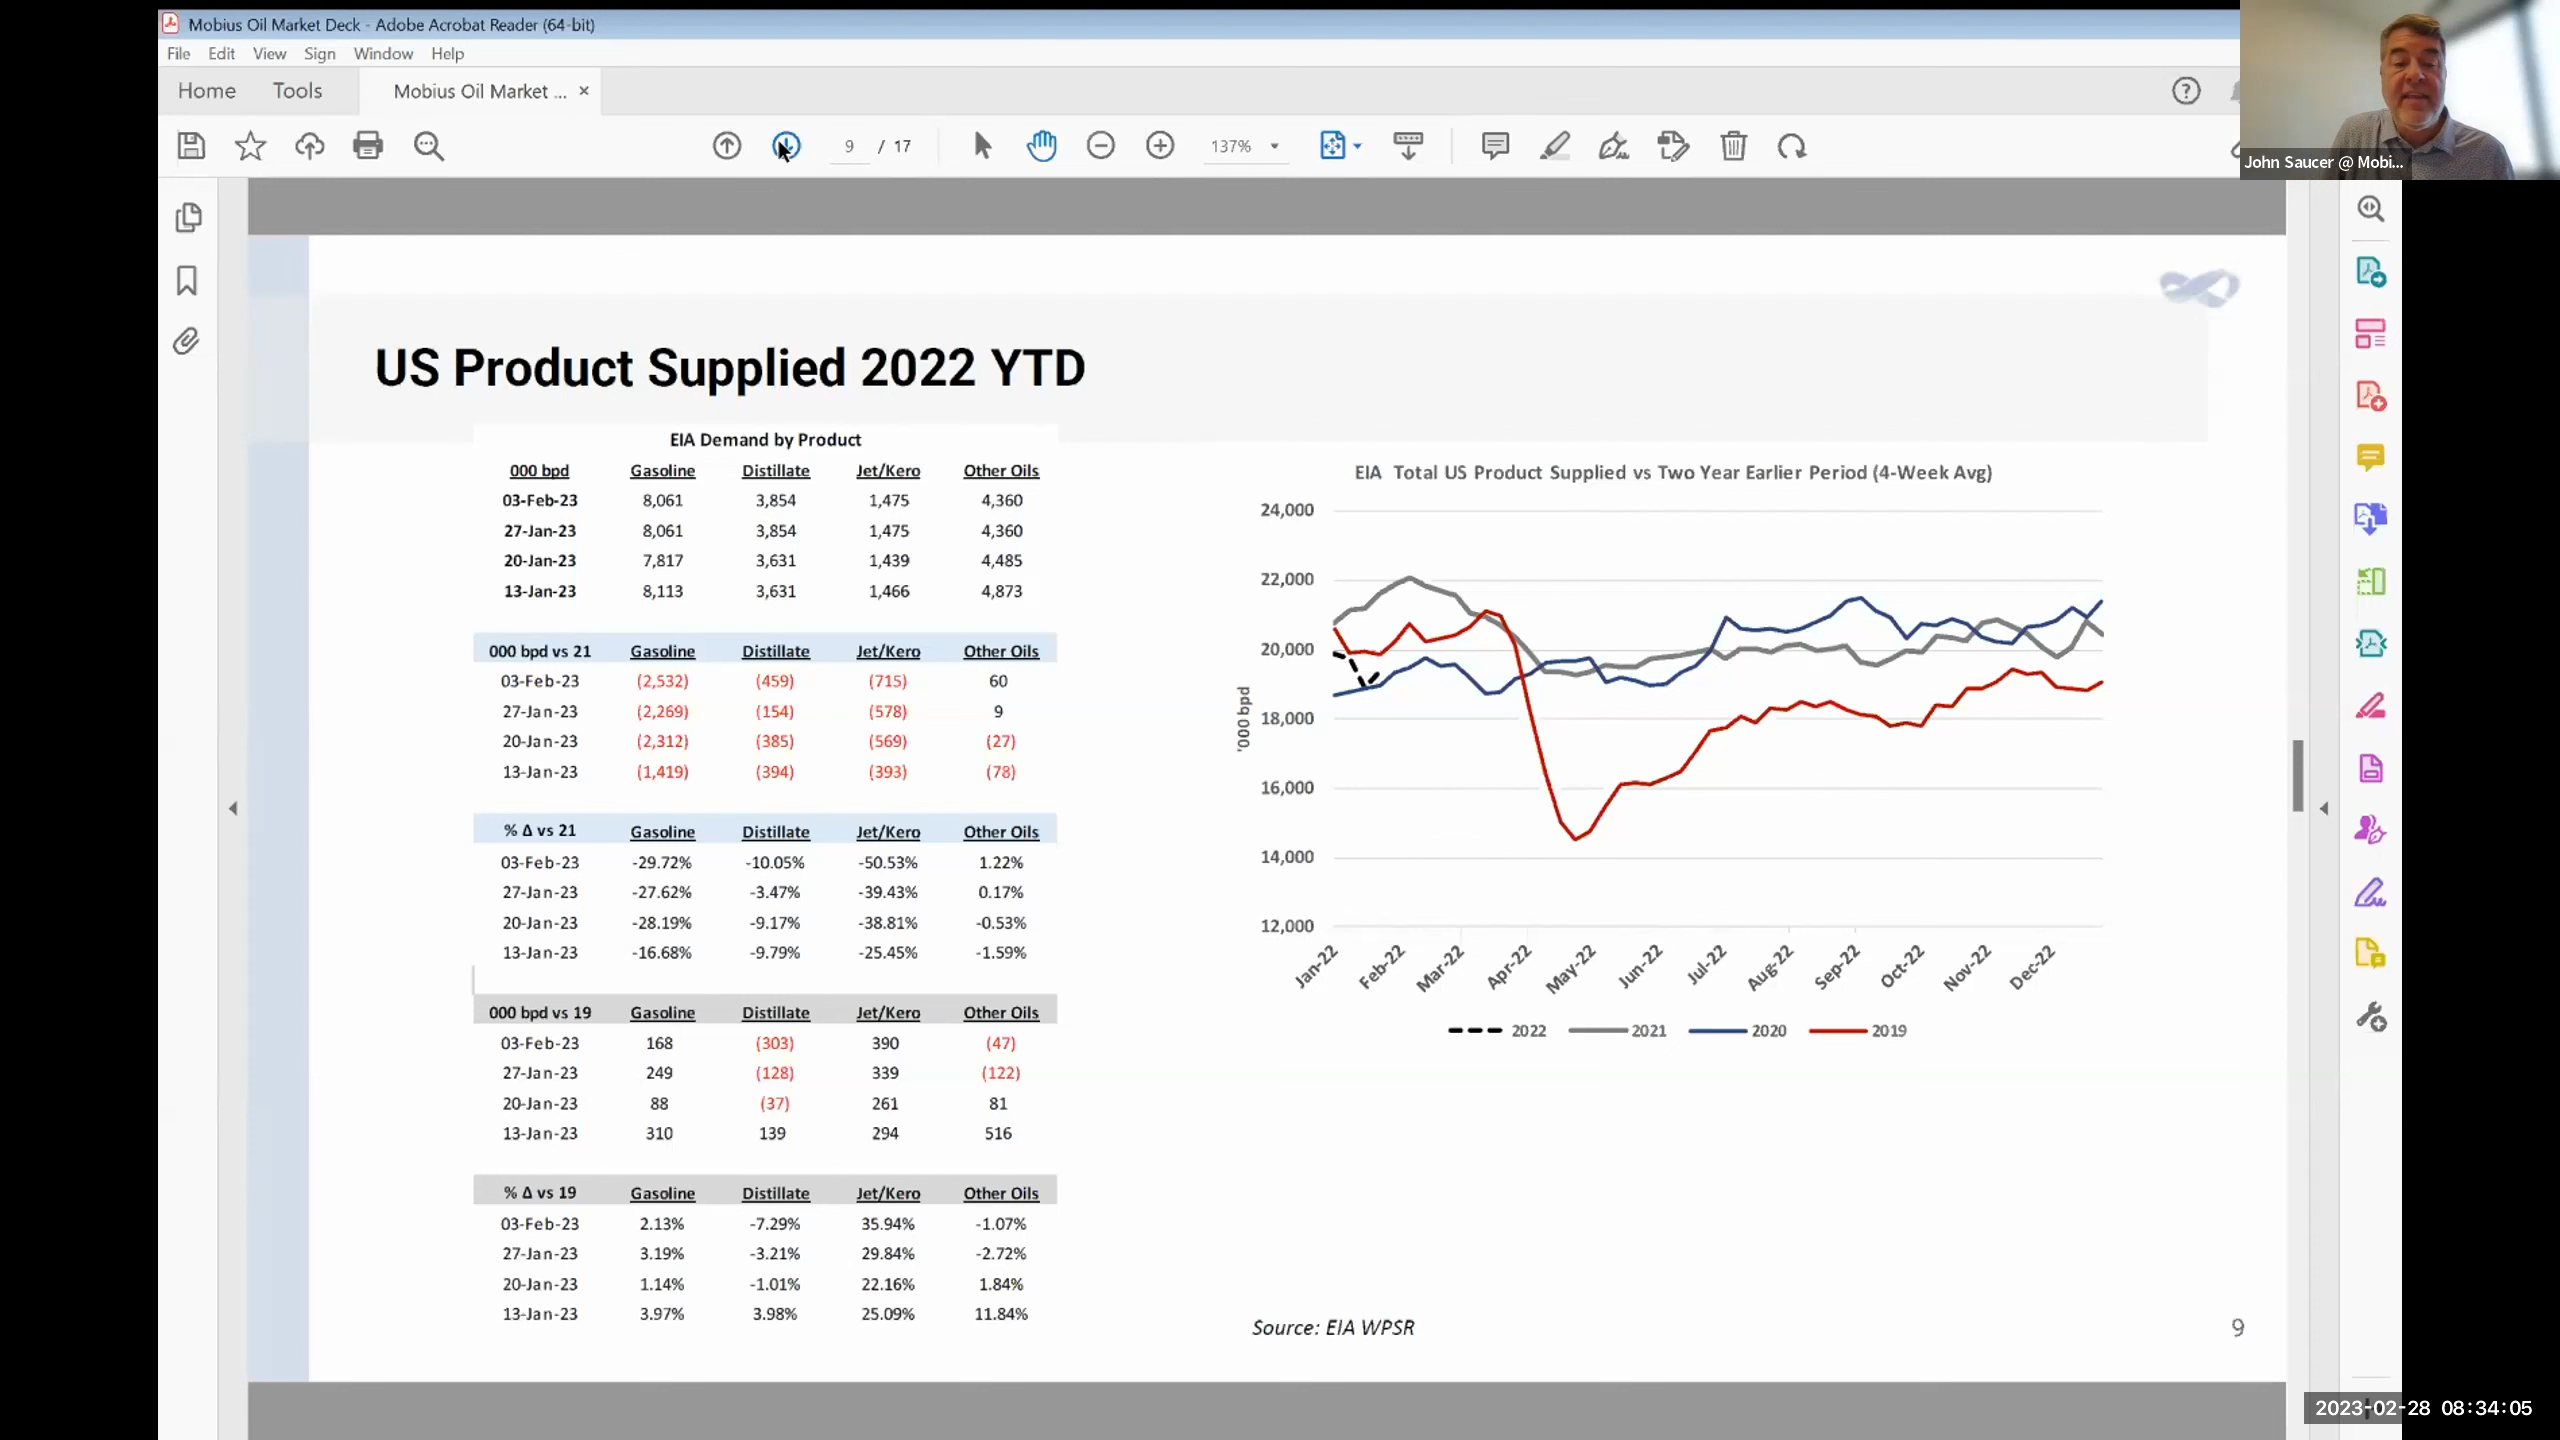 Mobius Oil Market Deck - Adobe Acrobat Reader (64-bit)
File Edit View Sign Window Help
Home Tools Mobius Oil Market ... ×
9 / 17 137%
John Saucer @ Mobi...
US Product Supplied 2022 YTD
EIA Demand by Product
000 bpd Gasoline Distillate Jet/Kero Other Oils
03-Feb-23 8,061 3,854 1,475 4,360
27-Jan-23 8,061 3,854 1,475 4,360
20-Jan-23 7,817 3,631 1,439 4,485
13-Jan-23 8,113 3,631 1,466 4,873
000 bpd vs 21 Gasoline Distillate Jet/Kero Other Oils
03-Feb-23 (2,532) (459) (715) 60
27-Jan-23 (2,269) (154) (578) 9
20-Jan-23 (2,312) (385) (569) (27)
13-Jan-23 (1,419) (394) (393) (78)
% Δ vs 21 Gasoline Distillate Jet/Kero Other Oils
03-Feb-23 -29.72% -10.05% -50.53% 1.22%
27-Jan-23 -27.62% -3.47% -39.43% 0.17%
20-Jan-23 -28.19% -9.17% -38.81% -0.53%
13-Jan-23 -16.68% -9.79% -25.45% -1.59%
000 bpd vs 19 Gasoline Distillate Jet/Kero Other Oils
03-Feb-23 168 (303) 390 (47)
27-Jan-23 249 (128) 339 (122)
20-Jan-23 88 (37) 261 81
13-Jan-23 310 139 294 516
% Δ vs 19 Gasoline Distillate Jet/Kero Other Oils
03-Feb-23 2.13% -7.29% 35.94% -1.07%
27-Jan-23 3.19% -3.21% 29.84% -2.72%
20-Jan-23 1.14% -1.01% 22.16% 1.84%
13-Jan-23 3.97% 3.98% 25.09% 11.84%
EIA Total US Product Supplied vs Two Year Earlier Period (4-Week Avg)
'000 bpd
24,000
22,000
20,000
18,000
16,000
14,000
12,000
Jan-22 Feb-22 Mar-22 Apr-22 May-22 Jun-22 Jul-22 Aug-22 Sep-22 Oct-22 Nov-22 Dec-22
2022 2021 2020 2019
Source: EIA WPSR
9
2023-02-28 08:34:05